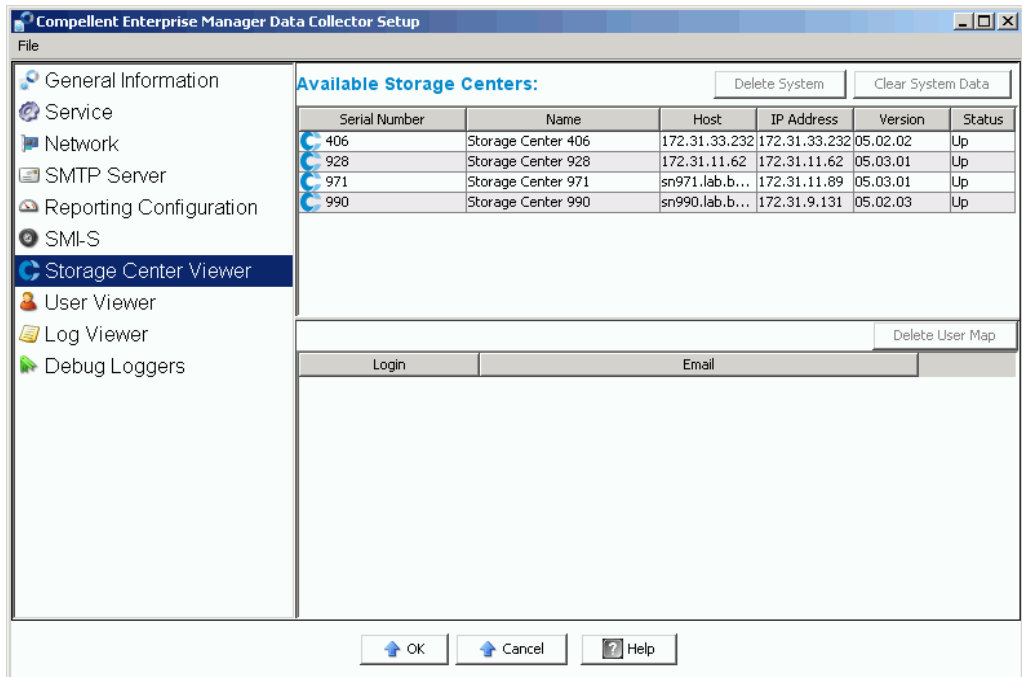 Compellent Enterprise Manager Data Collector Setup
File
General Information
Service
Network
SMTP Server
Reporting Configuration
SMI-S
Storage Center Viewer
User Viewer
Log Viewer
Debug Loggers
Available Storage Centers:
Delete System
Clear System Data
Serial Number Name Host IP Address Version Status
406 Storage Center 406 172.31.33.232 172.31.33.232 05.02.02 Up
928 Storage Center 928 172.31.11.62 172.31.11.62 05.03.01 Up
971 Storage Center 971 sn971.lab.b... 172.31.11.89 05.03.01 Up
990 Storage Center 990 sn990.lab.b... 172.31.9.131 05.02.03 Up
Delete User Map
Login Email
OK
Cancel
? Help